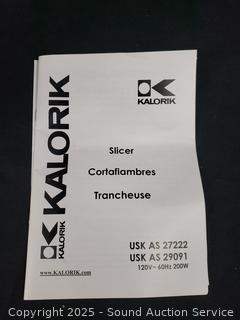 KALORIK
KALORIK
KALORIK
Slicer
Cortafiambres
Trancheuse
USK AS 27222
USK AS 29091
120V~ 60Hz 200W
www.KALORIK.com
Copyright 2025 - Sound Auction Service